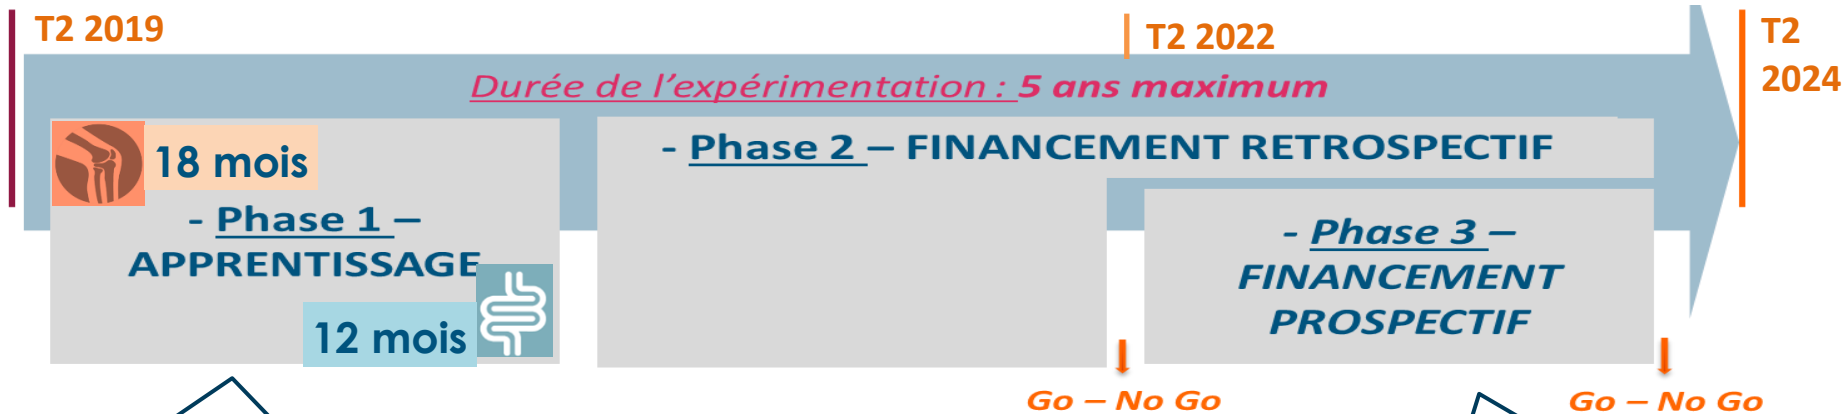 T2 2019
T2 2022
T2
2024
Durée de l’expérimentation : 5 ans maximum
18 mois
- Phase 1 –
APPRENTISSAGE
12 mois
- Phase 2 – FINANCEMENT RETROSPECTIF
- Phase 3 –
FINANCEMENT
PROSPECTIF
Go – No Go
Go – No Go